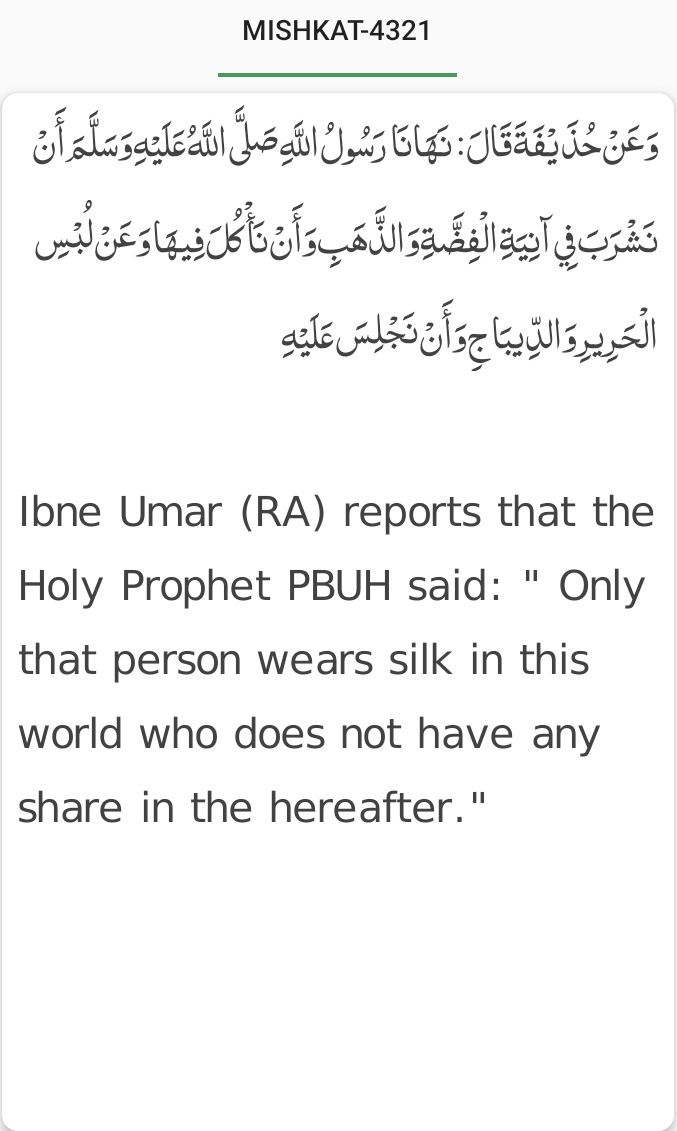 MISHKAT-4321
وَعَنْ حُذَيْفَةَ قَالَ: نَهَانَا رَسُولُ اللَّهِ صَلَّى اللَّهُ عَلَيْهِ وَسَلَّمَ أَنْ
نَشْرَبَ فِي آنِيَةِ الْفِضَّةِ وَالذَّهَبِ وَأَنْ نَأْكُلَ فِيهَا وَعَنْ لُبْسِ
الْحَرِيرِ وَالدِّيبَاجِ وَأَنْ نَجْلِسَ عَلَيْهِ
Ibne Umar (RA) reports that the
Holy Prophet PBUH said: " Only
that person wears silk in this
world who does not have any
share in the hereafter."